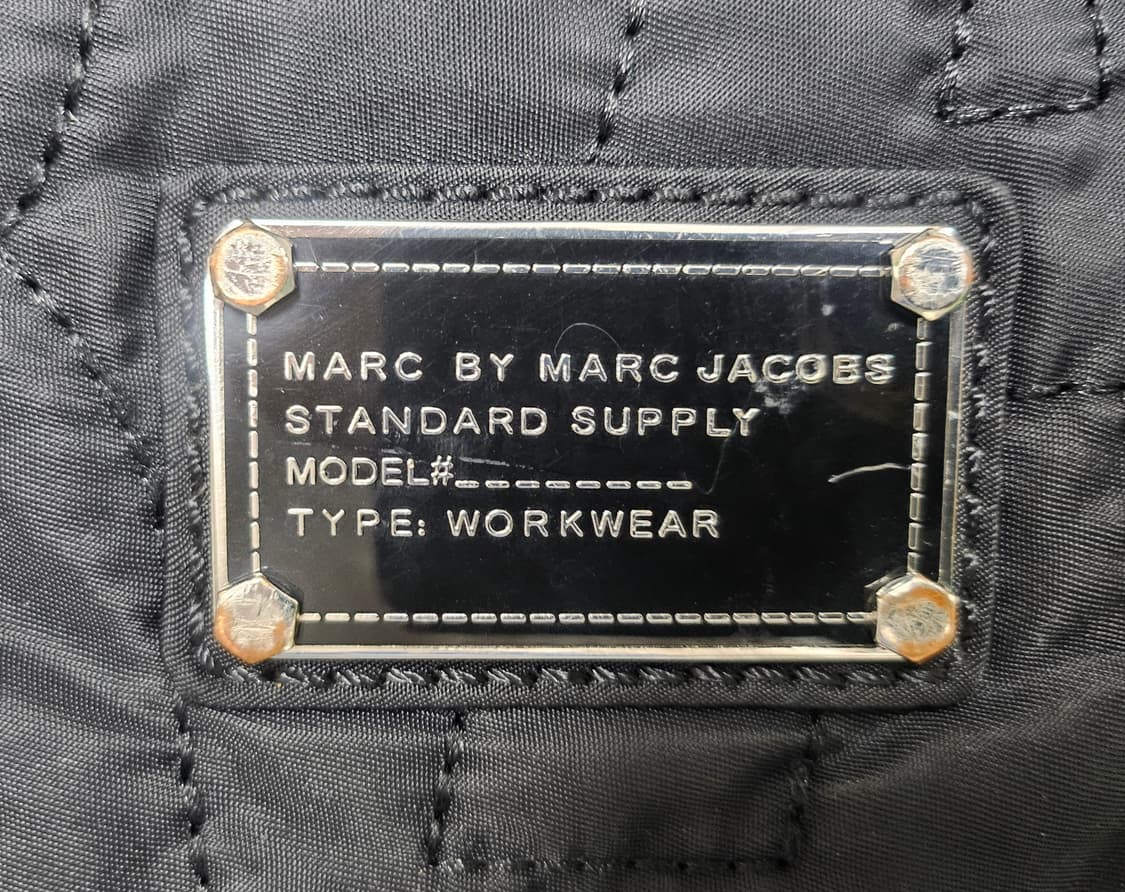 MARC BY MARC JACOBS
STANDARD SUPPLY
MODEL#_ _ _ _ _ _ _ _
TYPE: WORKWEAR